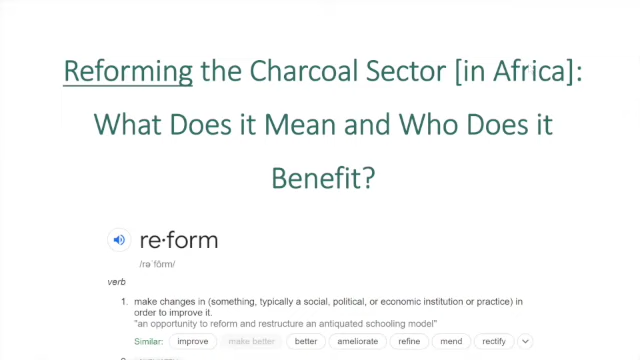 Reforming the Charcoal Sector [in Africa]:
What Does it Mean and Who Does it
Benefit?
re·form
/rəˈfôrm/
verb
1. make changes in (something, typically a social, political, or economic institution or practice) in
order to improve it.
"an opportunity to reform and restructure an antiquated schooling model"
Similar: improve make better better ameliorate refine mend rectify